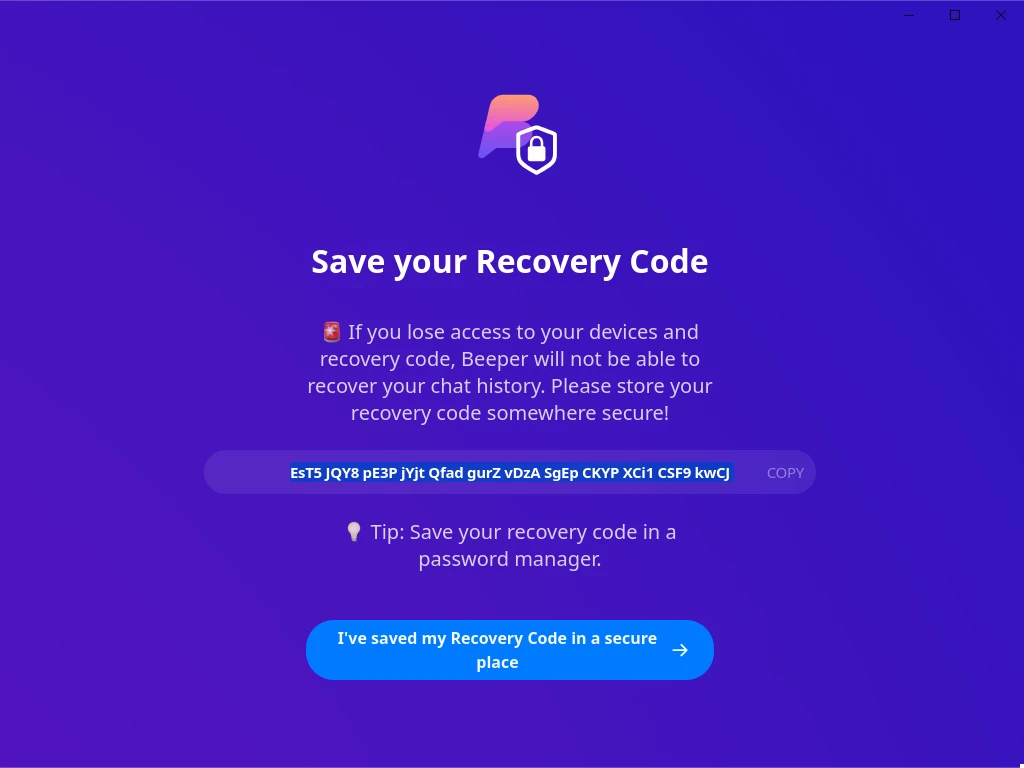 Save your Recovery Code
🚨 If you lose access to your devices and
recovery code, Beeper will not be able to
recover your chat history. Please store your
recovery code somewhere secure!
EsT5 JQY8 pE3P jYjt Qfad gurZ vDzA SgEp CKYP XCi1 CSF9 kwCJ COPY
💡 Tip: Save your recovery code in a
password manager.
I've saved my Recovery Code in a secure
place →